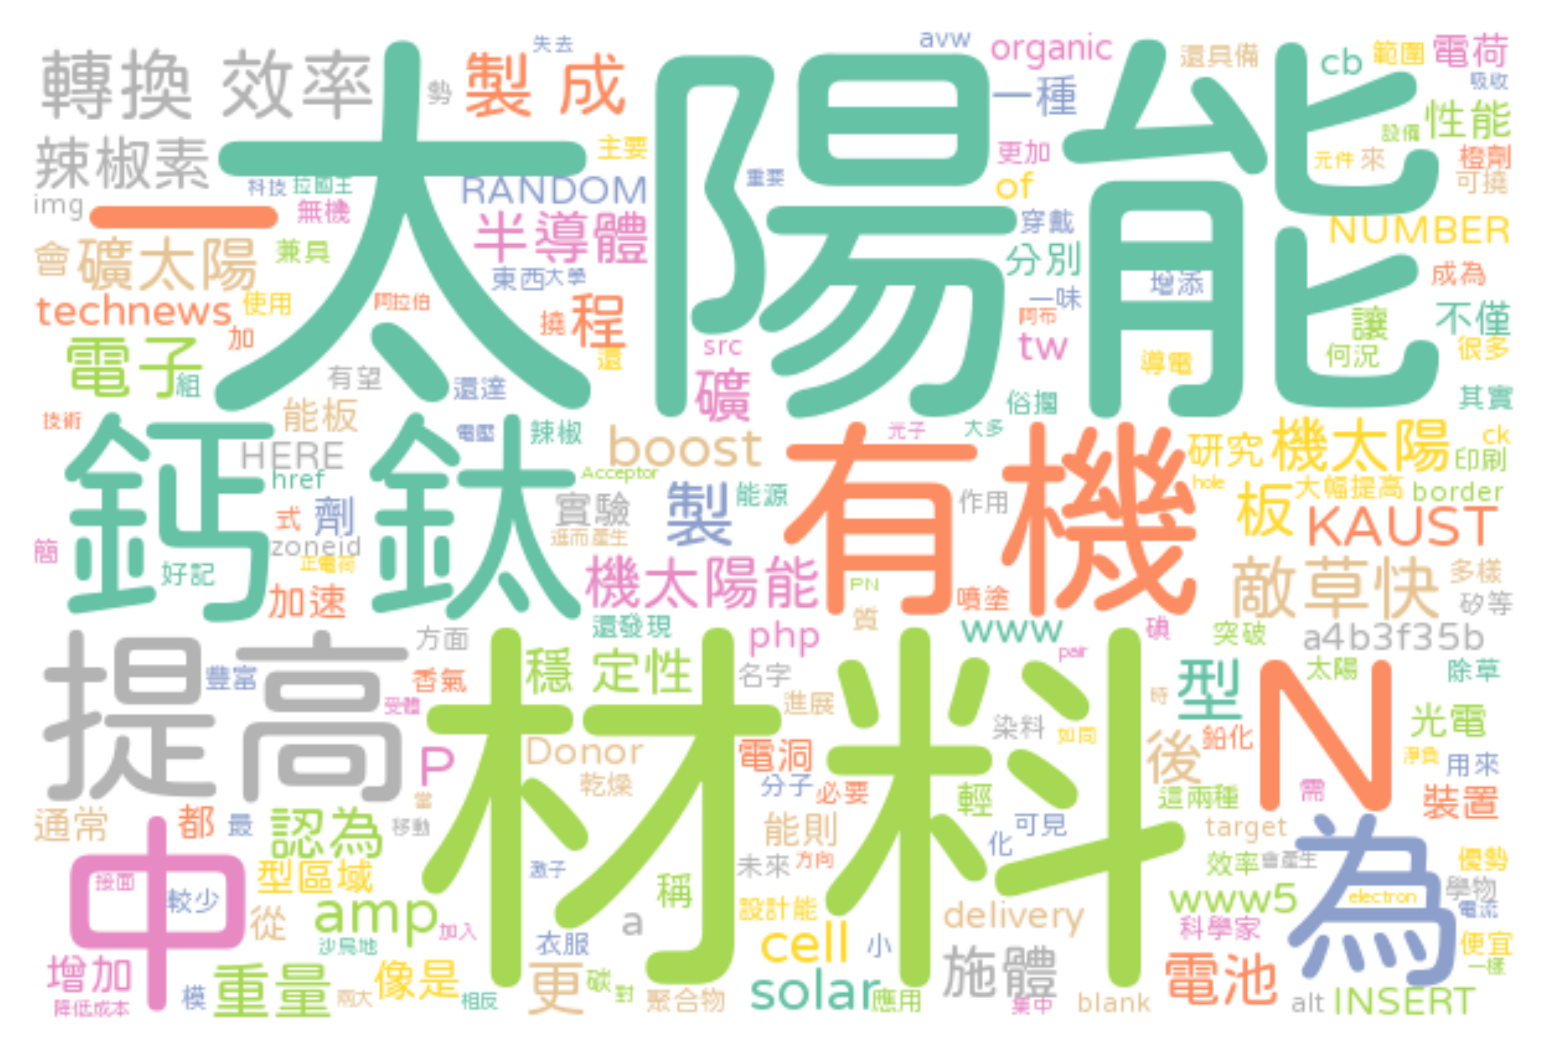 轉換 效率
失去
勢
製 成
avw
organic
還具備
cb
範圍
電荷
吸收
一種
性能
設備
太陽能
辣椒素
主要
更加
重要
元件
來
橙劑
可撓
科技
拉國王
img
無機
RANDOM
of
穿戴
NUMBER
一
半導體
分別
會
礦太陽
兼具
東西
大學
增添
成為
一味
technews
使用
阿拉伯
撓
程
阿布
讓
不僅
加
src
tw
何況
很多
電子
組
還
導電
有望
還達
礦
俗擱
其實
技術
能板
電壓
辣椒
光子
大多
HERE
boost
研究
機太陽
ck
印刷
鈣鈦
href
Acceptor
有機
hole
式
劑
實驗
製
能源
作用
板
大幅提高
border
zoneid
進而產生
KAUST
簡
好記
正電荷
加速
機太陽能
PN
噴塗
敵草快
多樣
矽等
質
方面
還發現
php
www
碘
突破
a4b3f35b
pair
提高
豐富
香氣
受體
穩 定性
名字
進展
材料
時
型
太陽
N
除草
染料
如同
光電
P
Donor
電洞
鉛化
後
淨負
用來
乾燥
分子
必要
輕
這兩種
需
裝置
當
通常
都
最
認為
移動
能則
可見
target
為
化
未來
方向
效率
會產生
優勢
中
接面
較少
型區域
激子
稱
www5
electron
學物
電流
從
amp
加入
a
設計能
delivery
沙烏地
衣服
cell
小
科學家
便宜
一樣
增加
重量
像是
更
碳
施體
電池
降低成本
模
兩大
相反
對
聚合物
solar
應用
集中
blank
alt
INSERT